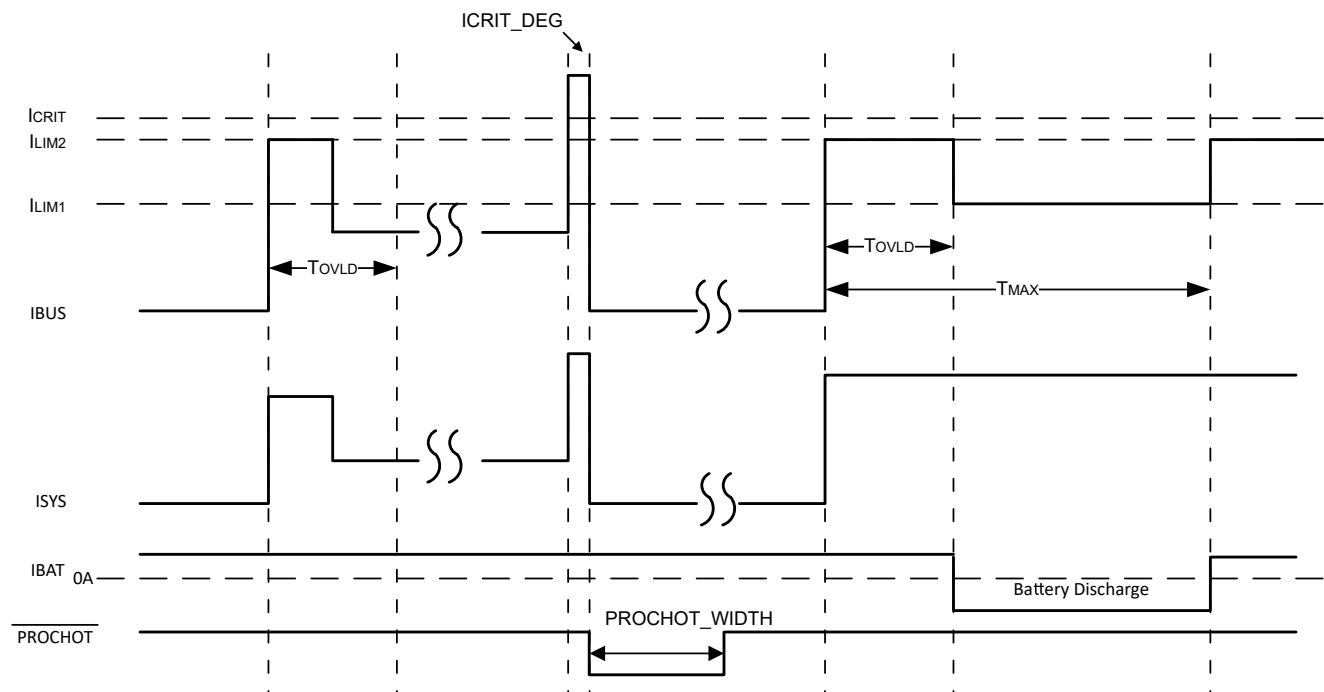 ICRIT_DEG
ICRIT
ILIM2
ILIM1
TOVLD
TOVLD
TMAX
IBUS
ISYS
IBAT
0A
Battery Discharge
PROCHOT_WIDTH
PROCHOT